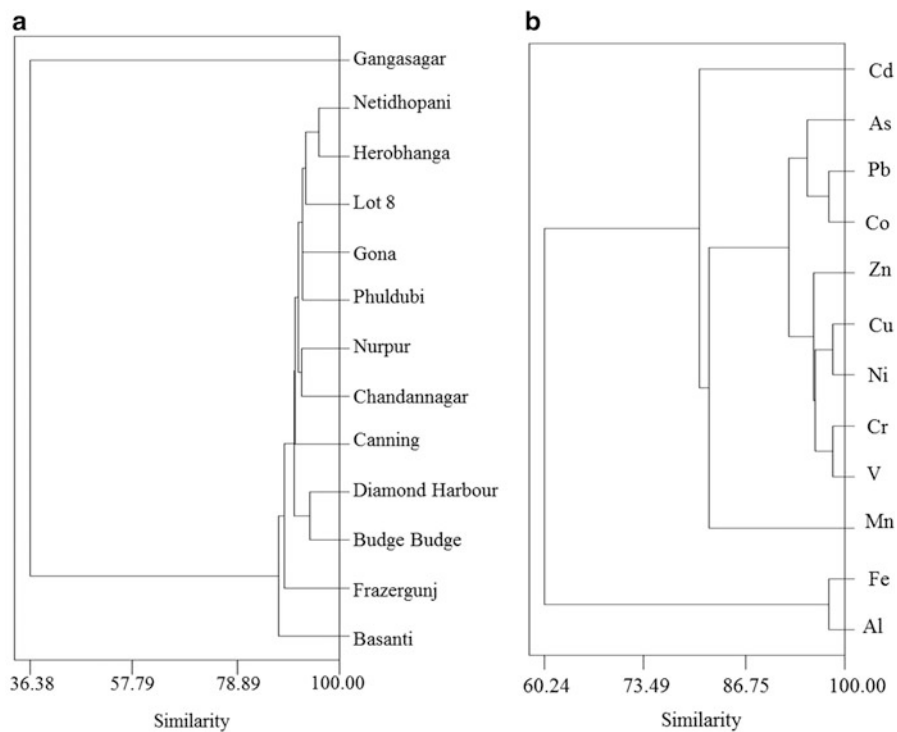 a
Gangasagar
Netidhopani
Herobhanga
Lot 8
Gona
Phuldubi
Nurpur
Chandannagar
Canning
Diamond Harbour
Budge Budge
Frazergunj
Basanti
36.38 57.79 78.89 100.00
Similarity
b
Cd
As
Pb
Co
Zn
Cu
Ni
Cr
V
Mn
Fe
Al
60.24 73.49 86.75 100.00
Similarity